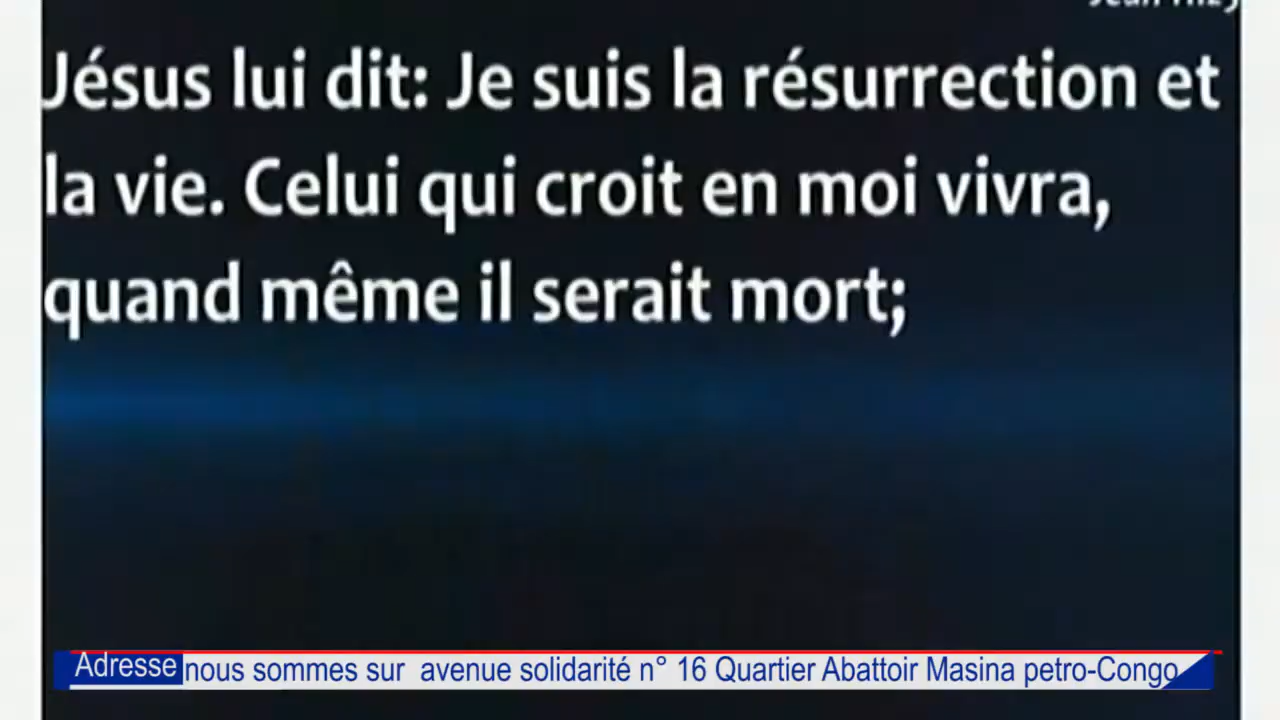 Jésus lui dit: Je suis la résurrection et
la vie. Celui qui croit en moi vivra,
quand même il serait mort;
Adresse nous sommes sur avenue solidarité n° 16 Quartier Abattoir Masina petro-Congo